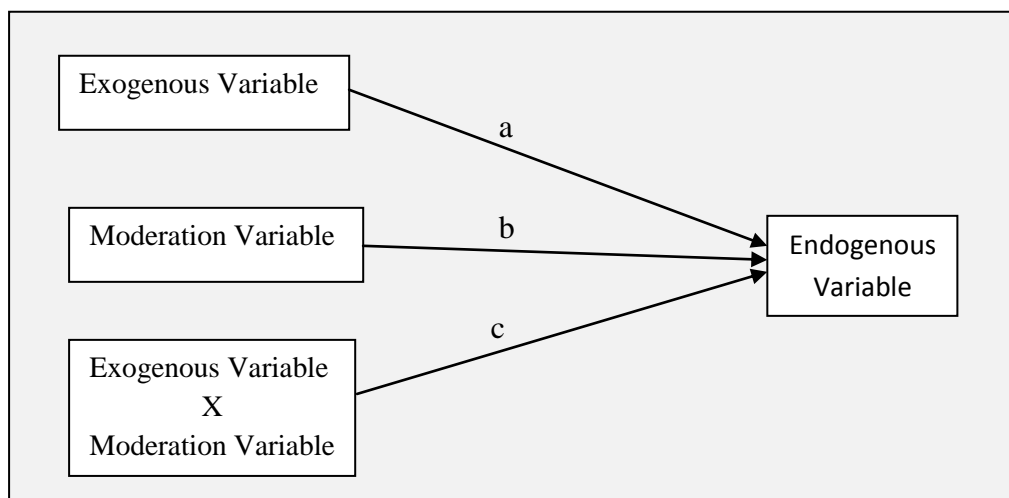 Exogenous Variable
a
Moderation Variable
b
Endogenous
Variable
Exogenous Variable
X
Moderation Variable
c